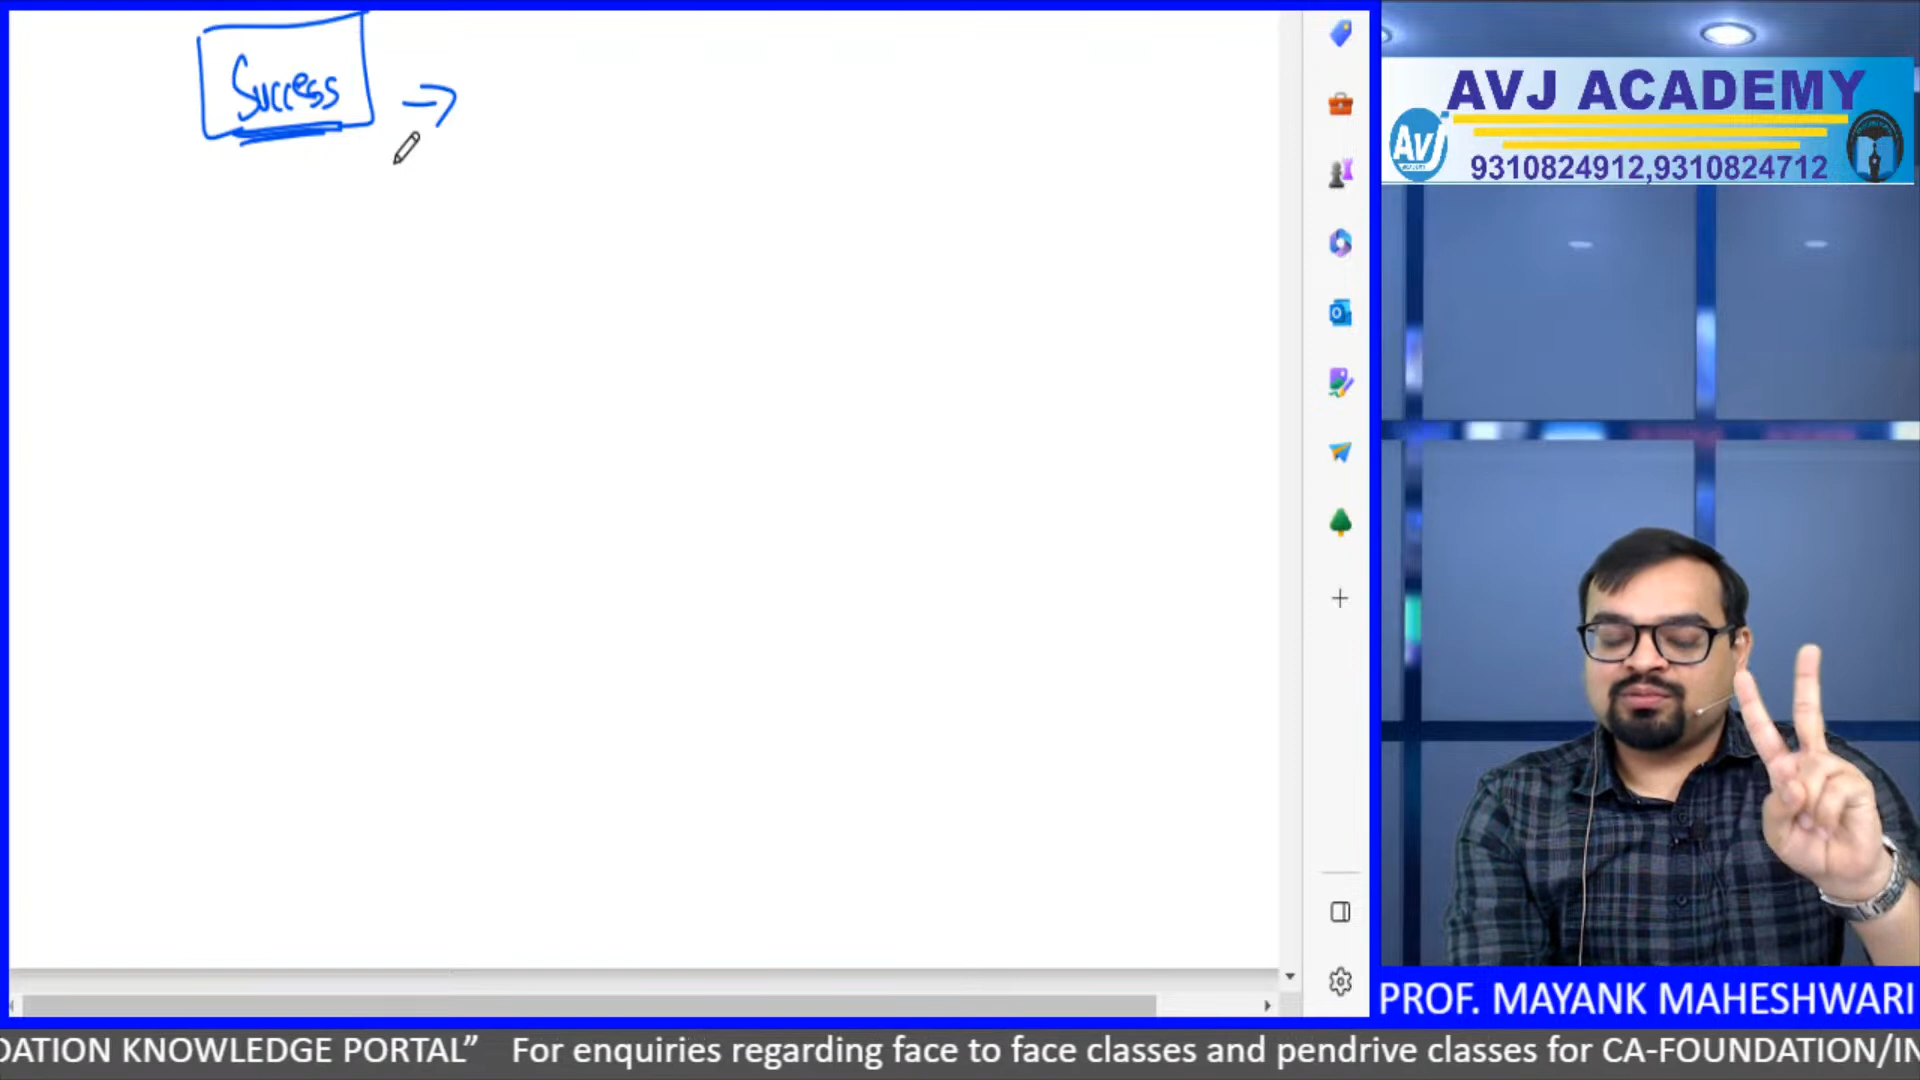 Success →
AVJ ACADEMY
AVJ
9310824912,9310824712
PROF. MAYANK MAHESHWARI
DATION KNOWLEDGE PORTAL” For enquiries regarding face to face classes and pendrive classes for CA-FOUNDATION/IN